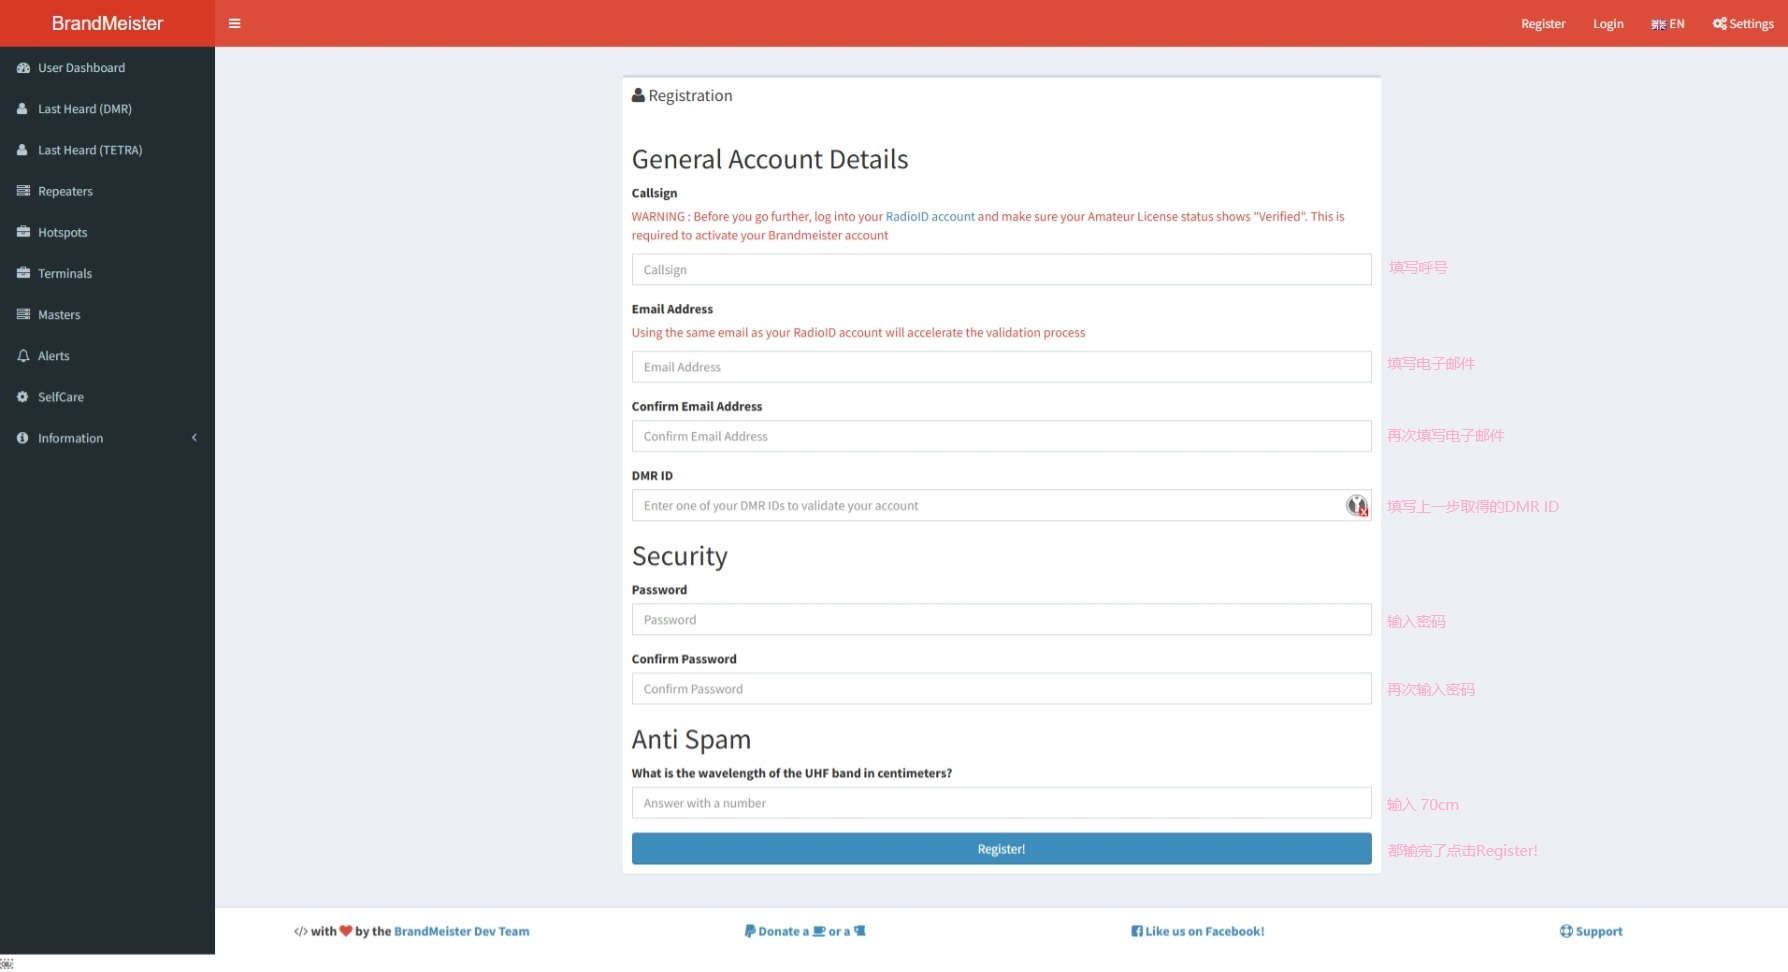 BrandMeister
Register Login EN Settings
User Dashboard
Last Heard (DMR)
Last Heard (TETRA)
Repeaters
Hotspots
Terminals
Masters
Alerts
SelfCare
Information
Registration
General Account Details
Callsign
WARNING : Before you go further, log into your RadioID account and make sure your Amateur License status shows "Verified". This is
required to activate your Brandmeister account
Callsign 填写呼号
Email Address
Using the same email as your RadioID account will accelerate the validation process
Email Address 填写电子邮件
Confirm Email Address
Confirm Email Address 再次填写电子邮件
DMR ID
Enter one of your DMR IDs to validate your account 填写上一步取得的DMR ID
Security
Password
Password 输入密码
Confirm Password
Confirm Password 再次输入密码
Anti Spam
What is the wavelength of the UHF band in centimeters?
Answer with a number 输入 70cm
Register! 都输完了点击Register!
</> with ❤ by the BrandMeister Dev Team Donate a or a Like us on Facebook! Support